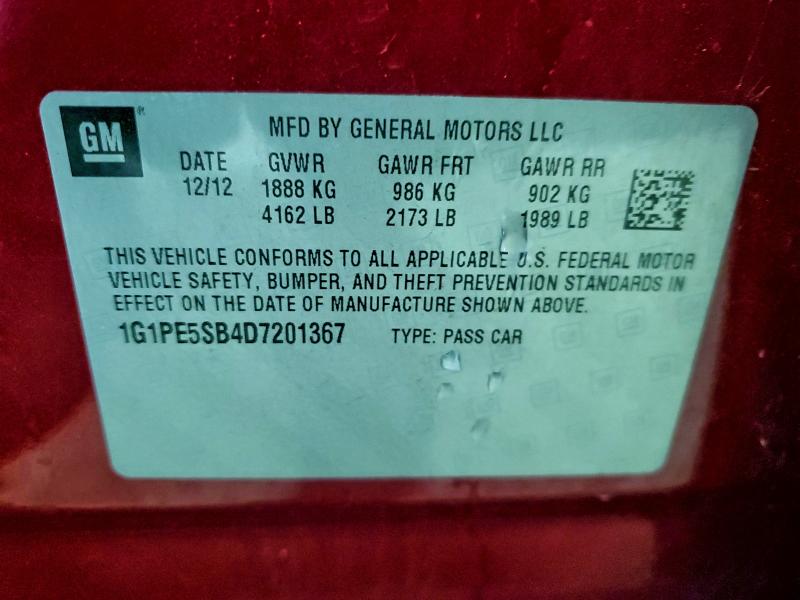 GM
MFD BY GENERAL MOTORS LLC
DATE GVWR GAWR FRT GAWR RR
12/12 1888 KG 986 KG 902 KG
4162 LB 2173 LB 1989 LB
THIS VEHICLE CONFORMS TO ALL APPLICABLE U.S. FEDERAL MOTOR
VEHICLE SAFETY, BUMPER, AND THEFT PREVENTION STANDARDS IN
EFFECT ON THE DATE OF MANUFACTURE SHOWN ABOVE.
1G1PE5SB4D7201367 TYPE: PASS CAR